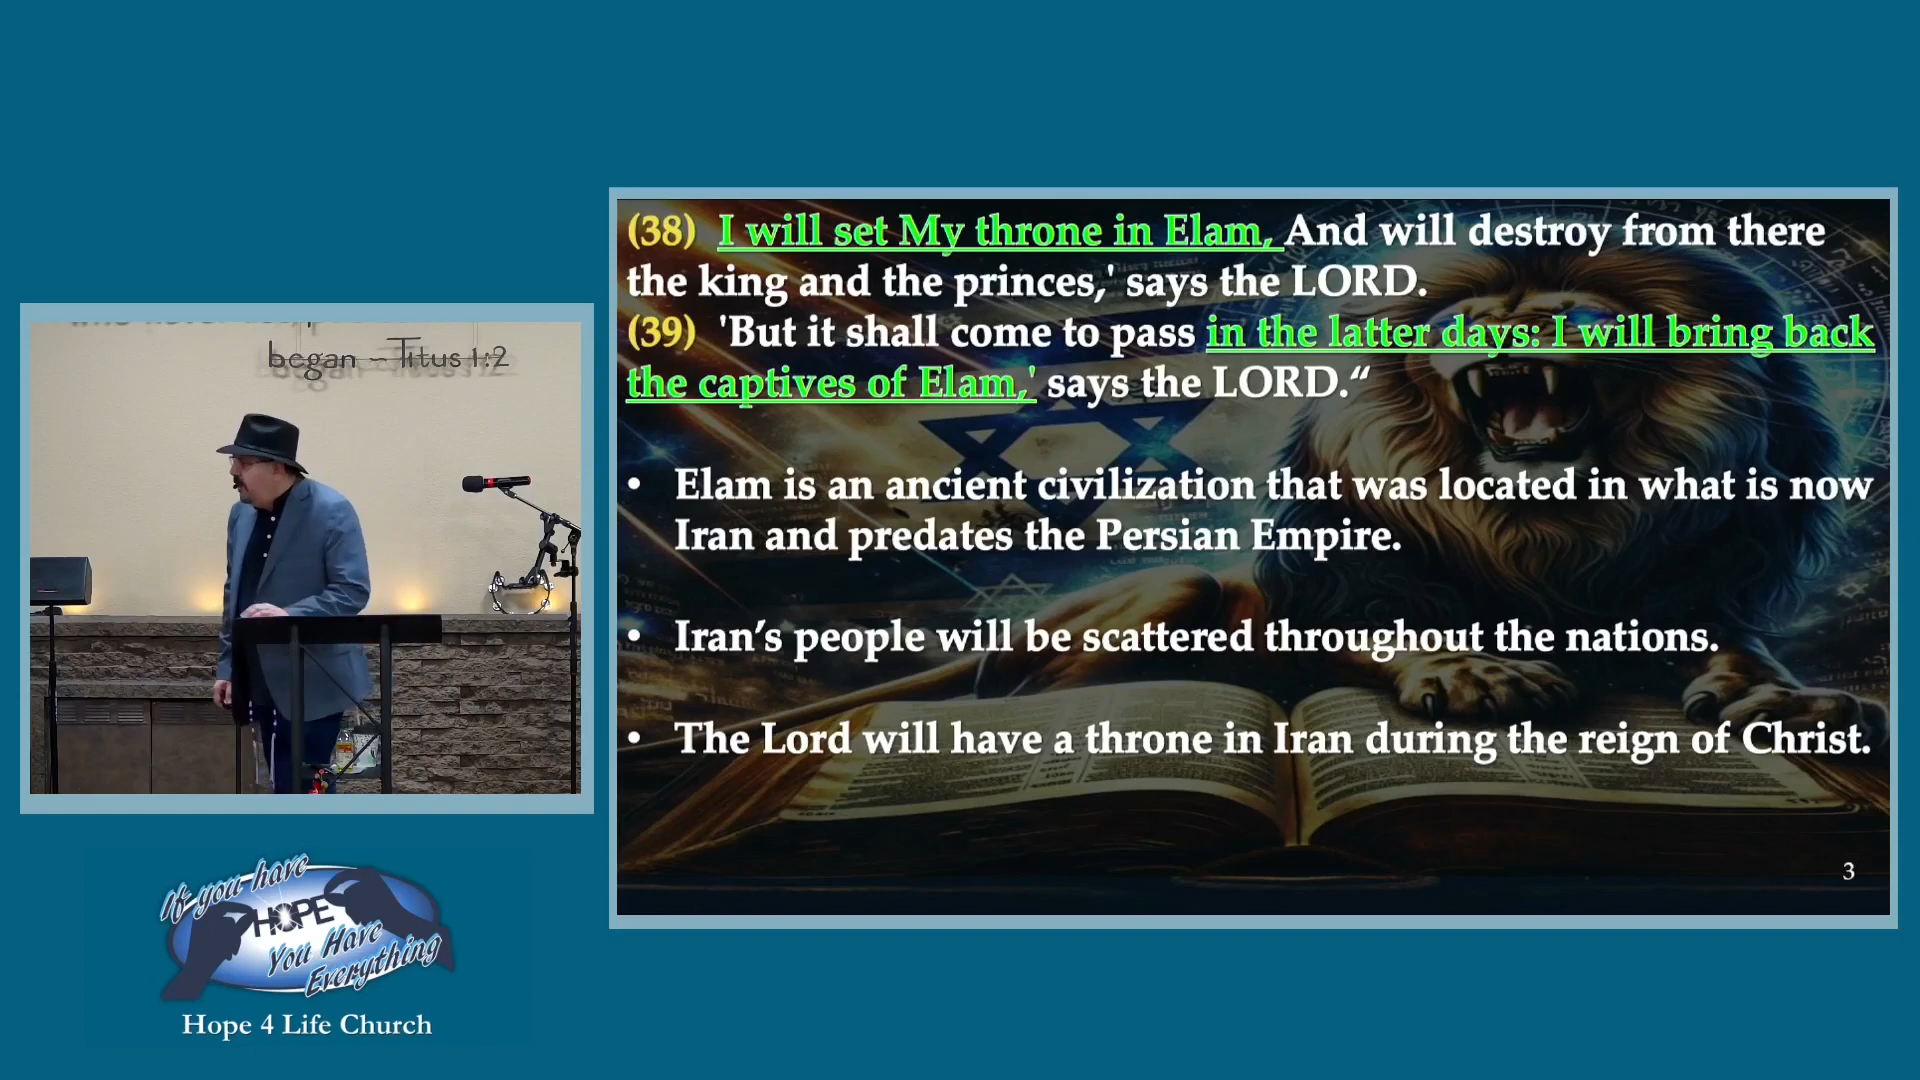 began ~ Titus 1:2
(38) I will set My throne in Elam, And will destroy from there
the king and the princes,' says the LORD.
(39) 'But it shall come to pass in the latter days: I will bring back
the captives of Elam,' says the LORD.“
• Elam is an ancient civilization that was located in what is now
Iran and predates the Persian Empire.
• Iran’s people will be scattered throughout the nations.
• The Lord will have a throne in Iran during the reign of Christ.
3
If you have
HOPE
You Have
Everything
Hope 4 Life Church